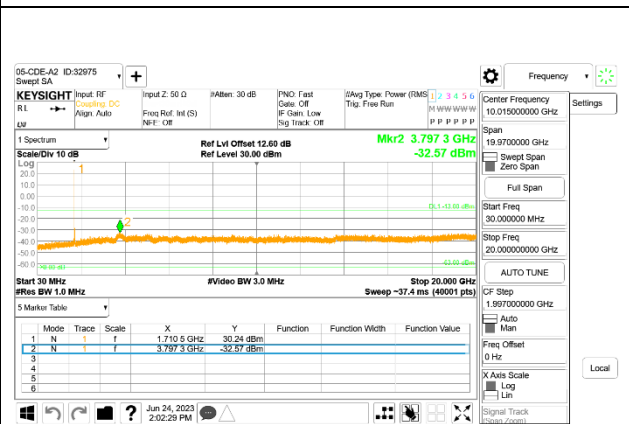 05-CDE-A2 ID:32975
Swept SA
Frequency
Settings
KEYSIGHT
Input: RF
Input Z: 50 Ω
#Atten: 30 dB
PNO: Fast
#Avg Type: Power (RMS
1 2 3 4 5 6
RL
Coupling: DC
Gate: Off
Trig: Free Run
M W W W W W
Align: Auto
Freq Ref: Int (S)
IF Gain: Low
NFE: Off
Sig Track: Off
P P P P P P
1 Spectrum
Ref Lvl Offset 12.60 dB
Mkr2 3.797 3 GHz
Scale/Div 10 dB
Ref Level 30.00 dBm
-32.57 dBm
Log
1
20.0
10.0
0.00
-10.0
-20.0
2
-30.0
-40.0
-50.0
-60.0
Start 30 MHz
#Video BW 3.0 MHz
Stop 20.000 GHz
#Res BW 1.0 MHz
Sweep ~37.4 ms (40001 pts)
5 Marker Table
Mode Trace Scale X Y Function Function Width Function Value
1 N 1 f 1.710 5 GHz 30.24 dBm
2 N 1 f 3.797 3 GHz -32.57 dBm
3
4
5
6
Center Frequency
10.015000000 GHz
Span
19.9700000 GHz
Swept Span
Zero Span
Full Span
Start Freq
30.000000 MHz
Stop Freq
20.000000000 GHz
AUTO TUNE
CF Step
1.997000000 GHz
Auto
Man
Freq Offset
0 Hz
X Axis Scale
Log
Lin
Signal Track
(Span Zoom)
Local
Jun 24, 2023
2:02:29 PM